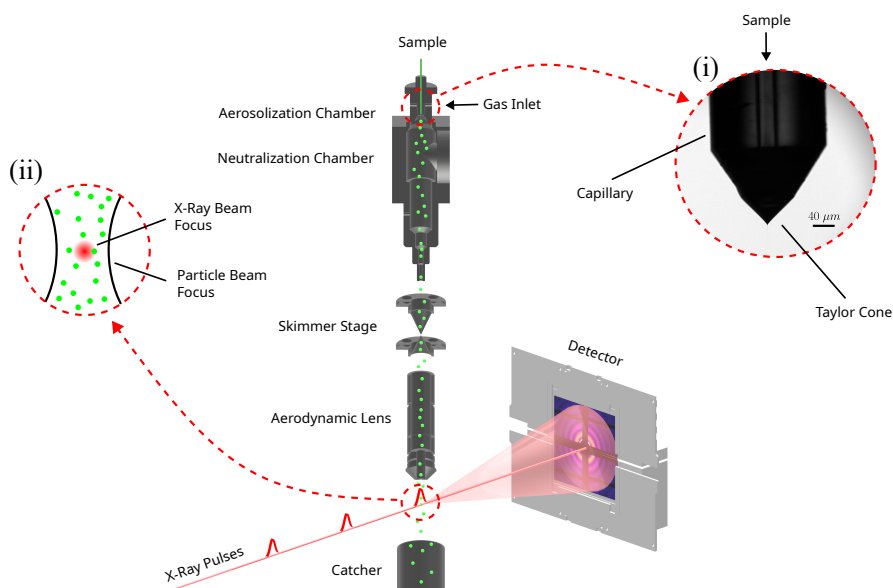 Sample
Sample
(i)
Aerosolization Chamber
Gas Inlet
Neutralization Chamber
(ii)
Capillary
X-Ray Beam
Focus
40 μm
Particle Beam
Focus
Taylor Cone
Skimmer Stage
Detector
Aerodynamic Lens
X-Ray Pulses
Catcher